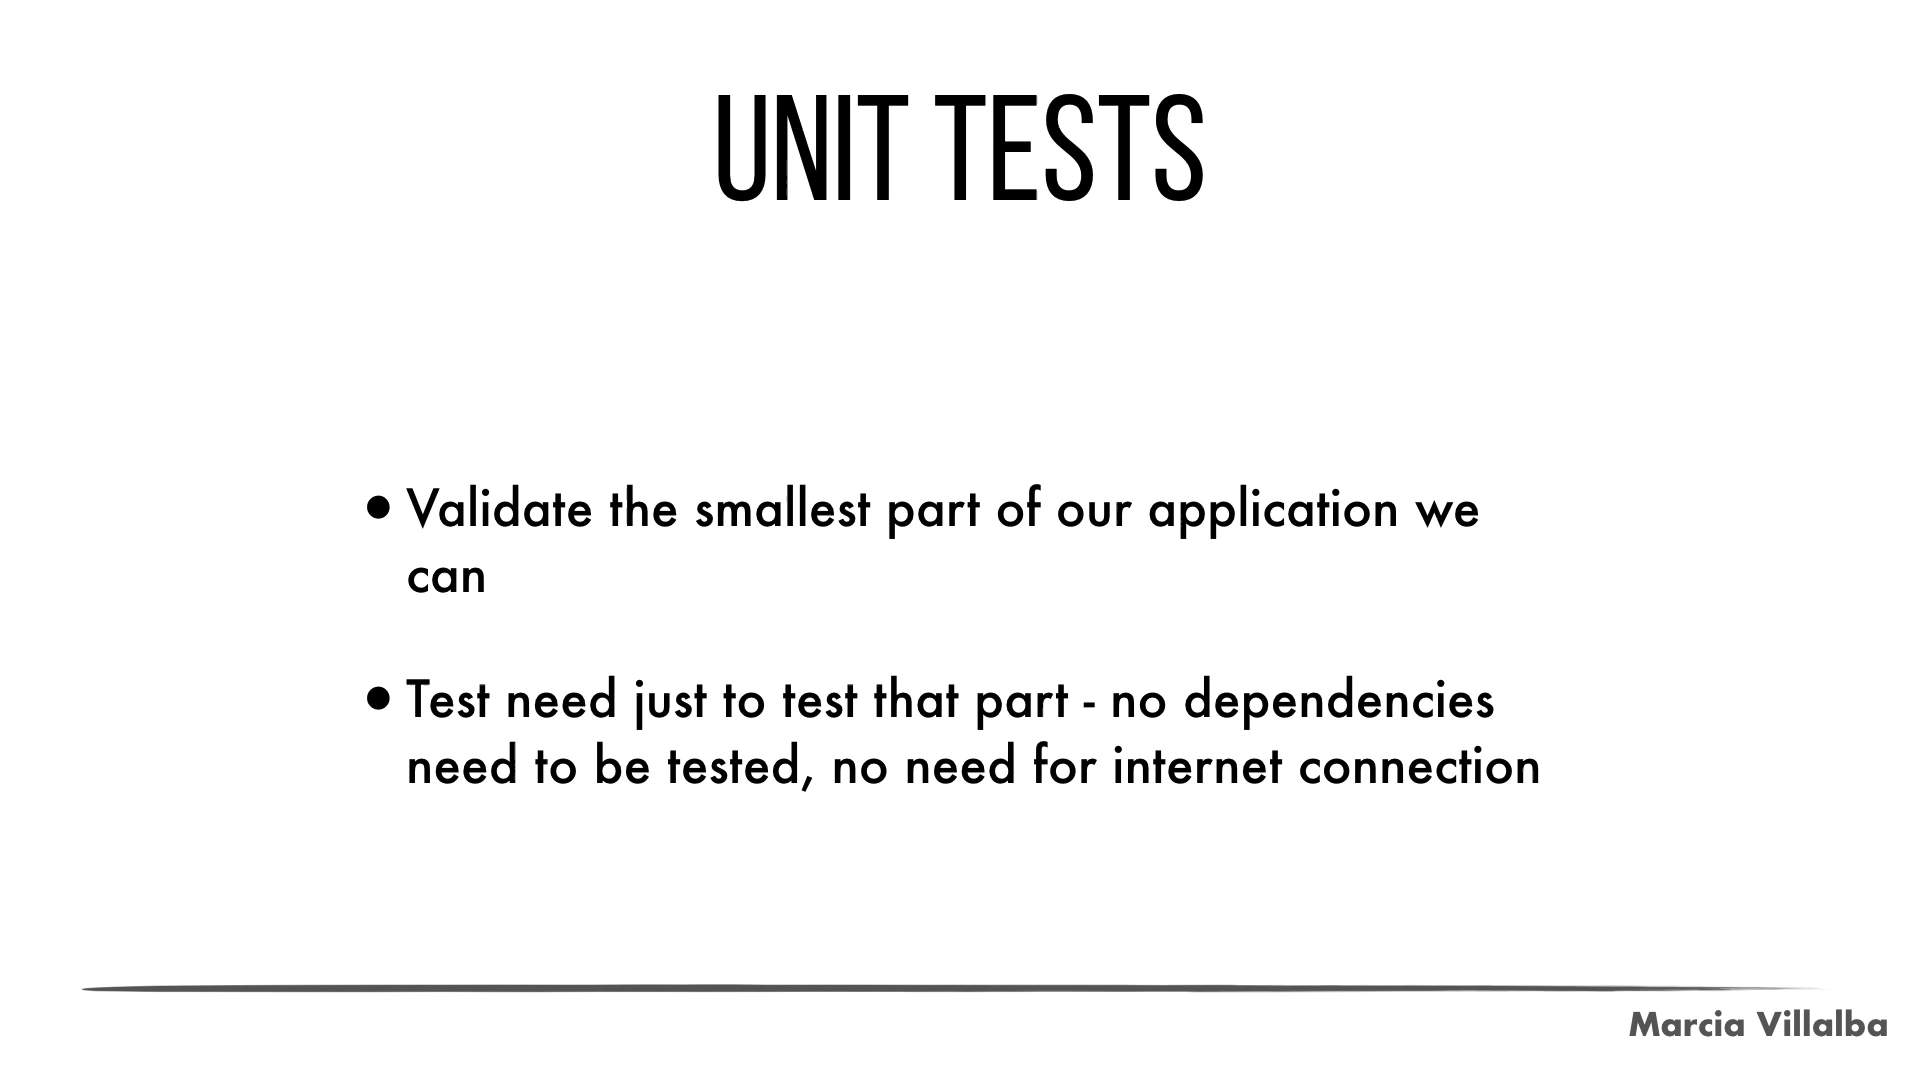 UNIT TESTS
• Validate the smallest part of our application we
can
• Test need just to test that part - no dependencies
need to be tested, no need for internet connection
Marcia Villalba